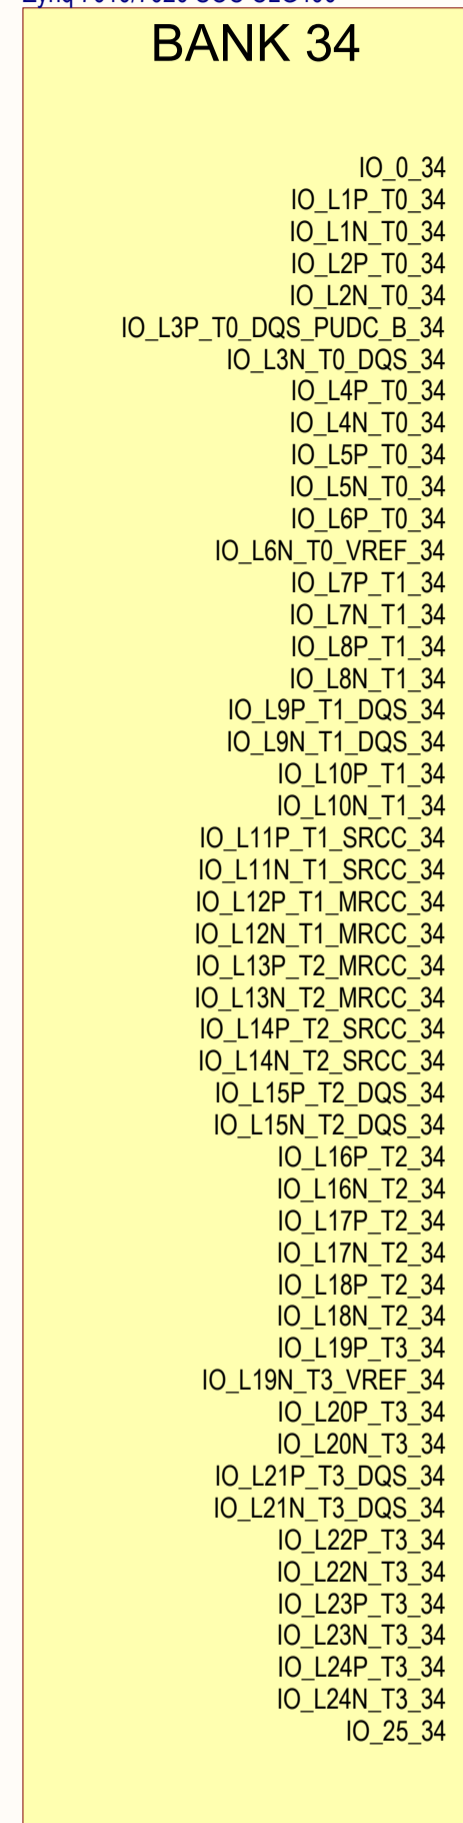 BANK 34
IO_0_34
IO_L1P_T0_34
IO_L1N_T0_34
IO_L2P_T0_34
IO_L2N_T0_34
IO_L3P_T0_DQS_PUDC_B_34
IO_L3N_T0_DQS_34
IO_L4P_T0_34
IO_L4N_T0_34
IO_L5P_T0_34
IO_L5N_T0_34
IO_L6P_T0_34
IO_L6N_T0_VREF_34
IO_L7P_T1_34
IO_L7N_T1_34
IO_L8P_T1_34
IO_L8N_T1_34
IO_L9P_T1_DQS_34
IO_L9N_T1_DQS_34
IO_L10P_T1_34
IO_L10N_T1_34
IO_L11P_T1_SRCC_34
IO_L11N_T1_SRCC_34
IO_L12P_T1_MRCC_34
IO_L12N_T1_MRCC_34
IO_L13P_T2_MRCC_34
IO_L13N_T2_MRCC_34
IO_L14P_T2_SRCC_34
IO_L14N_T2_SRCC_34
IO_L15P_T2_DQS_34
IO_L15N_T2_DQS_34
IO_L16P_T2_34
IO_L16N_T2_34
IO_L17P_T2_34
IO_L17N_T2_34
IO_L18P_T2_34
IO_L18N_T2_34
IO_L19P_T3_34
IO_L19N_T3_VREF_34
IO_L20P_T3_34
IO_L20N_T3_34
IO_L21P_T3_DQS_34
IO_L21N_T3_DQS_34
IO_L22P_T3_34
IO_L22N_T3_34
IO_L23P_T3_34
IO_L23N_T3_34
IO_L24P_T3_34
IO_L24N_T3_34
IO_25_34